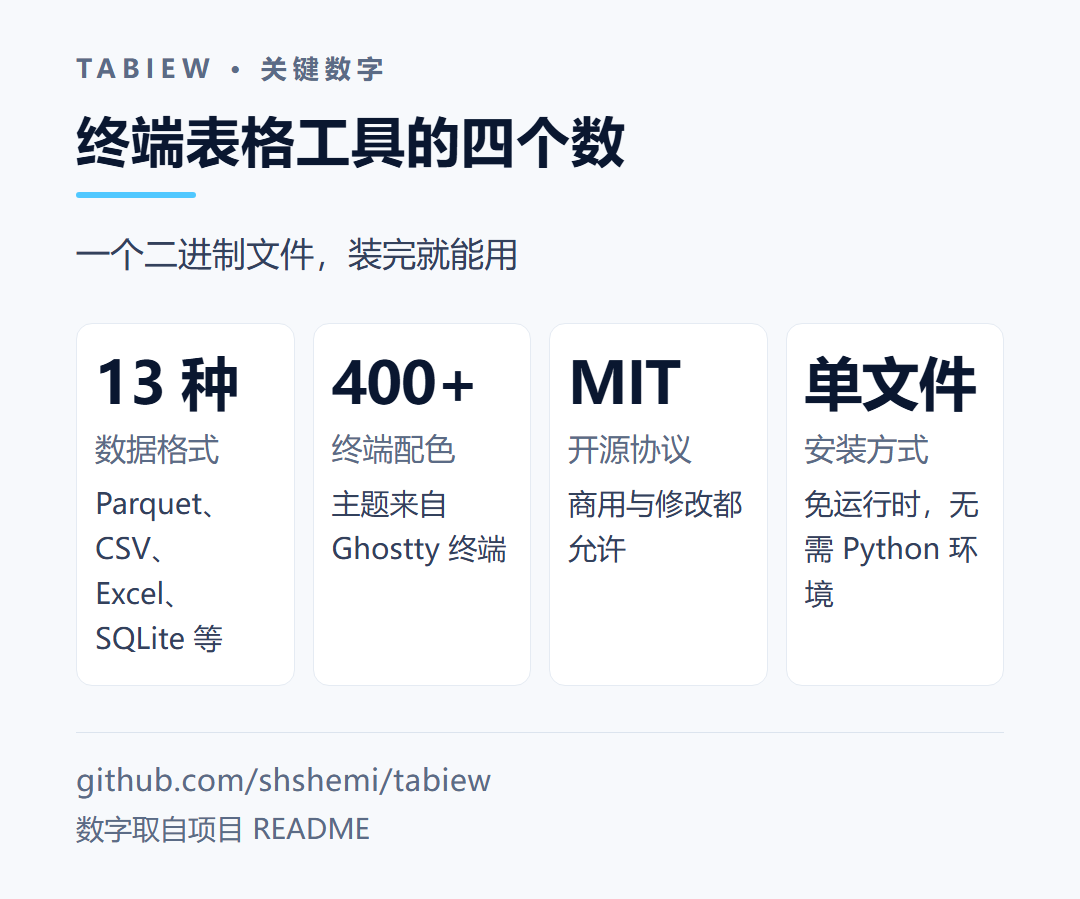 TABIEW • 关键数字
终端表格工具的四个数
一个二进制文件，装完就能用
13 种
数据格式
Parquet、
CSV、
Excel、
SQLite 等
400+
终端配色
主题来自
Ghostty 终端
MIT
开源协议
商用与修改都
允许
单文件
安装方式
免运行时，无
需 Python 环
境
github.com/shshemi/tabiew
数字取自项目 README